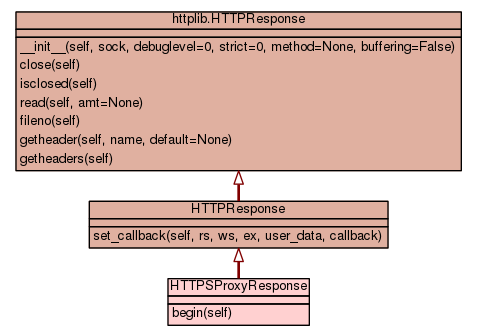 httplib.HTTPResponse
__init__(self, sock, debuglevel=0, strict=0, method=None, buffering=False)
close(self)
isclosed(self)
read(self, amt=None)
fileno(self)
getheader(self, name, default=None)
getheaders(self)
HTTPResponse
set_callback(self, rs, ws, ex, user_data, callback)
HTTPSProxyResponse
begin(self)